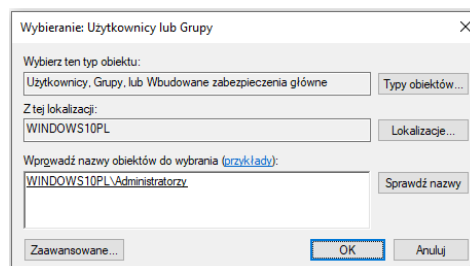 Wybieranie: Użytkownicy lub Grupy
Wybierz ten typ obiektu:
Użytkownicy, Grupy, lub Wbudowane zabezpieczenia główne
Typy obiektów...
Z tej lokalizacji:
WINDOWS10PL
Lokalizacje...
Wprowadź nazwy obiektów do wybrania (przykłady):
WINDOWS10PL\Administratorzy
Sprawdź nazwy
Zaawansowane...
OK
Anuluj